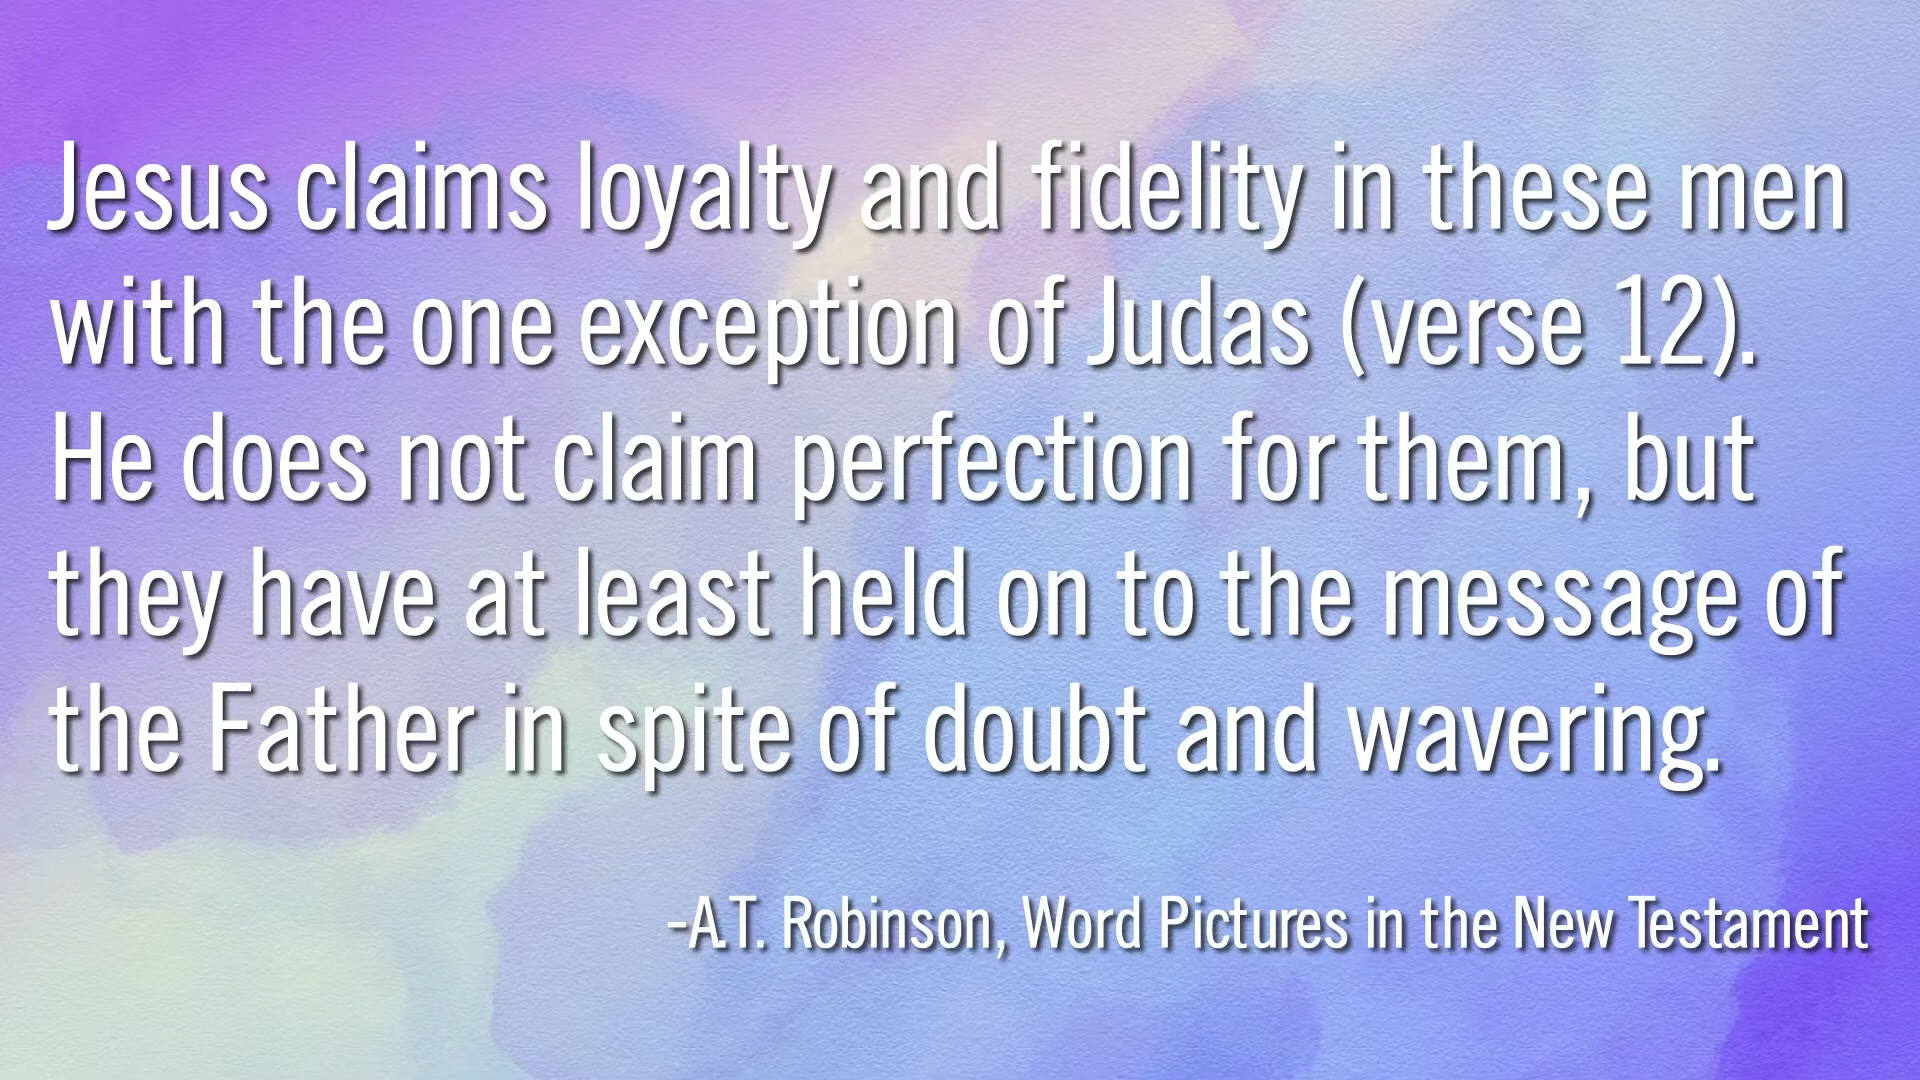 Jesus claims loyalty and fidelity in these men
with the one exception of Judas (verse 12).
He does not claim perfection for them, but
they have at least held on to the message of
the Father in spite of doubt and wavering.
-A.T. Robinson, Word Pictures in the New Testament